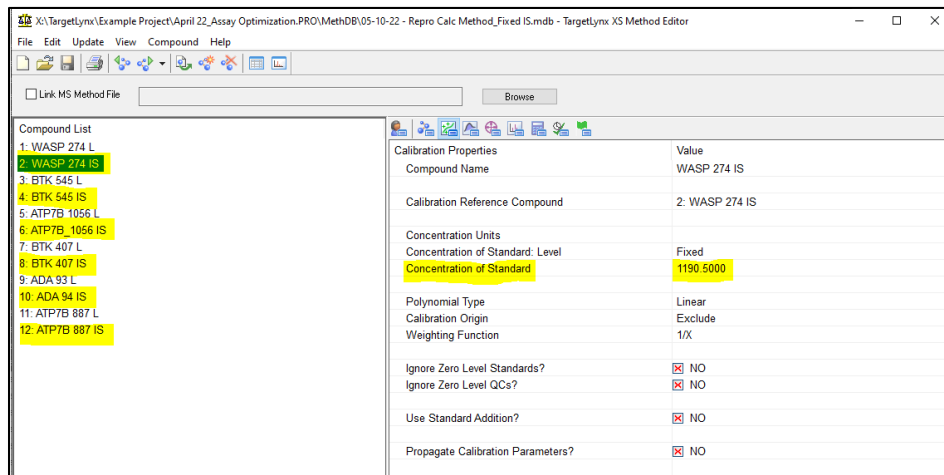 X:\TargetLynx\Example Project\April 22_Assay Optimization.PRO\MethDB\05-10-22 - Repro Calc Method_Fixed IS.mdb - TargetLynx XS Method Editor
File Edit Update View Compound Help
Link MS Method File Browse
Compound List
1: WASP 274 L
2: WASP 274 IS
3: BTK 545 L
4: BTK 545 IS
5: ATP7B 1056 L
6: ATP7B_1056 IS
7: BTK 407 L
8: BTK 407 IS
9: ADA 93 L
10: ADA 94 IS
11: ATP7B 887 L
12: ATP7B 887 IS
Calibration Properties Value
Compound Name WASP 274 IS
Calibration Reference Compound 2: WASP 274 IS
Concentration Units
Concentration of Standard: Level Fixed
Concentration of Standard 1190.5000
Polynomial Type Linear
Calibration Origin Exclude
Weighting Function 1/X
Ignore Zero Level Standards? NO
Ignore Zero Level QCs? NO
Use Standard Addition? NO
Propagate Calibration Parameters? NO